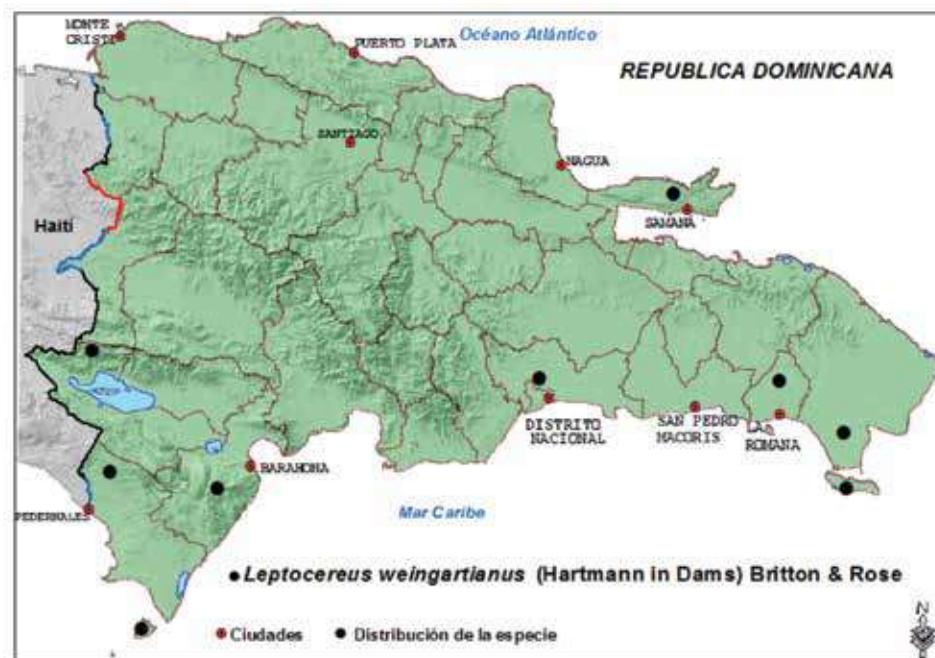 MONTE
CRISTI
Océano Atlántico
PUERTO PLATA
REPUBLICA DOMINICANA
SANTIAGO
NAGUA
Haití
SAMANA
DISTRITO
NACIONAL
SAN PEDRO
MACORIS
LA
ROMANA
BARAHONA
PEDERNALES
Mar Caribe
Leptocereus weingartianus (Hartmann in Dams) Britton & Rose
Ciudades
Distribución de la especie
N